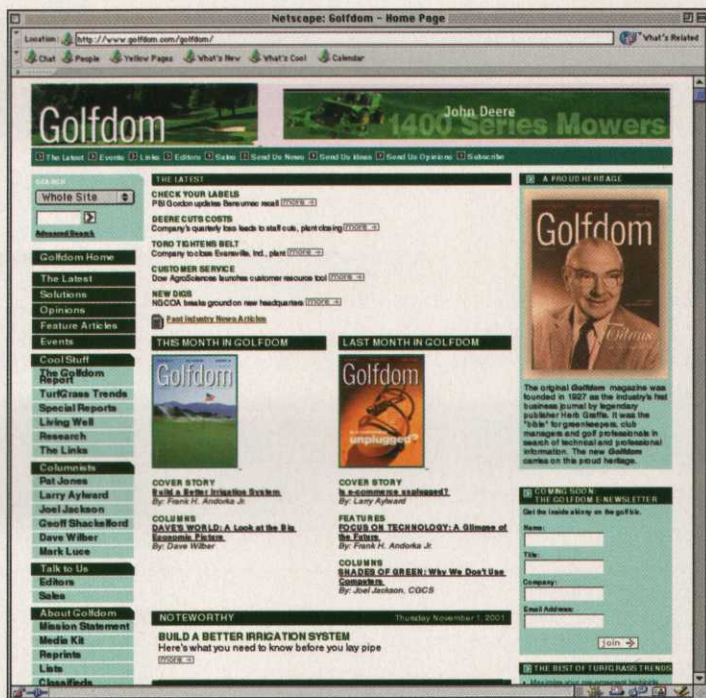 Netscape: Golfdom - Home Page
Location: http://www.golfdom.com/golfdom/
What's Related
Chat People Yellow Pages What's New What's Cool Calendar
Golfdom
John Deere
1400 Series Mowers
The Latest Events Links Editors Sales Send Us News Send Us Ideas Send Us Opinions Subscribe
SEARCH
Whole Site
Advanced Search
Golfdom Home
The Latest
Solutions
Opinions
Feature Articles
Events
Cool Stuff
The Golfdom
Report
TurfGrass Trends
Special Reports
Living Well
Research
The Links
Columnists
Pat Jones
Larry Aylward
Joel Jackson
Geoff Shackelford
Dave Wilber
Mark Luce
Talk to Us
Editors
Sales
About Golfdom
Mission Statement
Media Kit
Reprints
Lists
Classifieds
THE LATEST
CHECK YOUR LABELS
PBI Gordon updates Barsumec recall more
DEERE CUTS COSTS
Company's quarterly loss leads to staff cuts, plant closing more
TORO TIGHTENS BELT
Company to close Evansville, Ind., plant more
CUSTOMER SERVICE
Dow AgroSciences launches customer resource tool more
NEW DIGS
NGCOA breaks ground on new headquarters more
Past Industry News Articles
THIS MONTH IN GOLFDOM
Golfdom
COVER STORY
Build a Better Irrigation System
By: Frank H. Andorka Jr.
COLUMNS
DAVE'S WORLD: A Look at the Big
Economic Picture
By: Dave Wilber
LAST MONTH IN GOLFDOM
Golfdom
unplugged?
COVER STORY
Is e-commerce unplugged?
By: Larry Aylward
FEATURES
FOCUS ON TECHNOLOGY: A Glimpse of
the Future
By: Frank H. Andorka Jr.
COLUMNS
SHADES OF GREEN: Why We Don't Use
Computers
By: Joel Jackson, CGCS
NOTEWORTHY Thursday November 1, 2001
BUILD A BETTER IRRIGATION SYSTEM
Here's what you need to know before you lay pipe
more
A PROUD HERITAGE
Golfdom
The original Golfdom magazine was
founded in 1927 as the industry's first
business journal by legendary
publisher Herb Graffis. It was the
"bible" for greenkeepers, club
managers and golf professionals in
search of technical and professional
information. The new Golfdom
carries on this proud heritage.
COMING SOON:
THE GOLFDOM E-NEWSLETTER
Get the inside skinny on the golf biz.
Name:
Title:
Company:
Email Address:
join
THE BEST OF TURFGRASS TRENDS